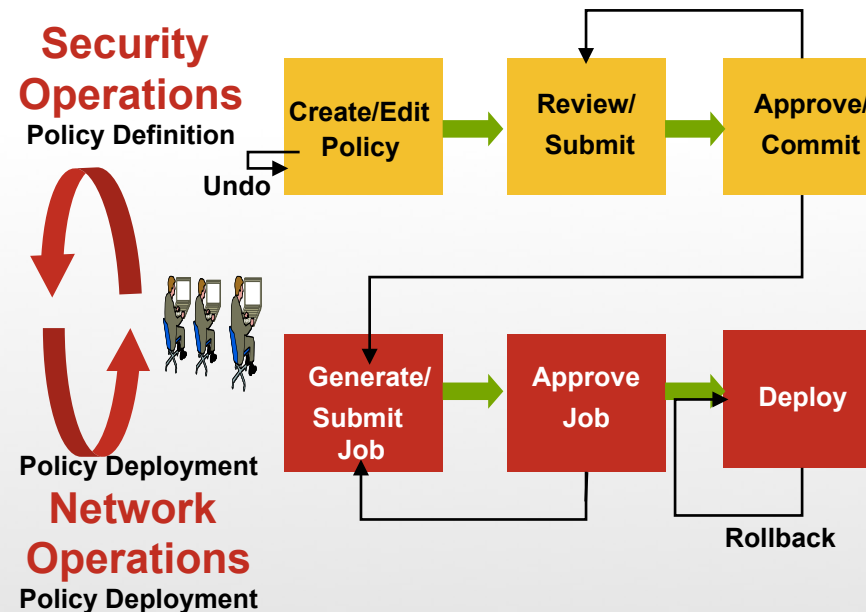 Security
Operations
Policy Definition
Undo
Create/Edit
Policy
Review/
Submit
Approve/
Commit
Generate/
Submit
Job
Approve
Job
Deploy
Rollback
Policy Deployment
Network
Operations
Policy Deployment